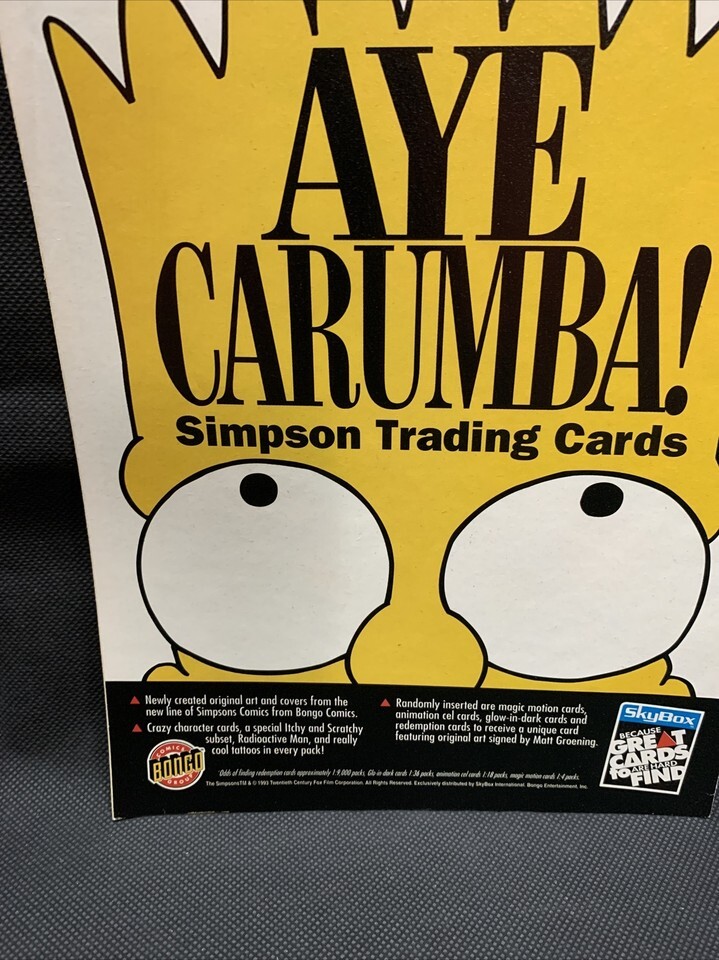 AYE
CARUMBA!
Simpson Trading Cards
Newly created original art and covers from the
new line of Simpsons Comics from Bongo Comics.
Crazy character cards, a special Itchy and Scratchy
subset, Radioactive Man, and really
cool tattoos in every pack!
Randomly inserted are magic motion cards,
animation cel cards, glow-in-dark cards and
redemption cards to receive a unique card
featuring original art signed by Matt Groening.
COMICS
BONGO
GROUP
SkyBox
BECAUSE
GREAT
CARDS
ARE HARD
to FIND
*Odds of finding redemption cards approximately 1:9,000 packs, Glo-in-dark cards 1:36 packs, animation cel cards 1:18 packs, magic motion cards 1:4 packs.
The Simpsons TM & © 1993 Twentieth Century Fox Film Corporation. All Rights Reserved. Exclusively distributed by SkyBox International. Bongo Entertainment, Inc.